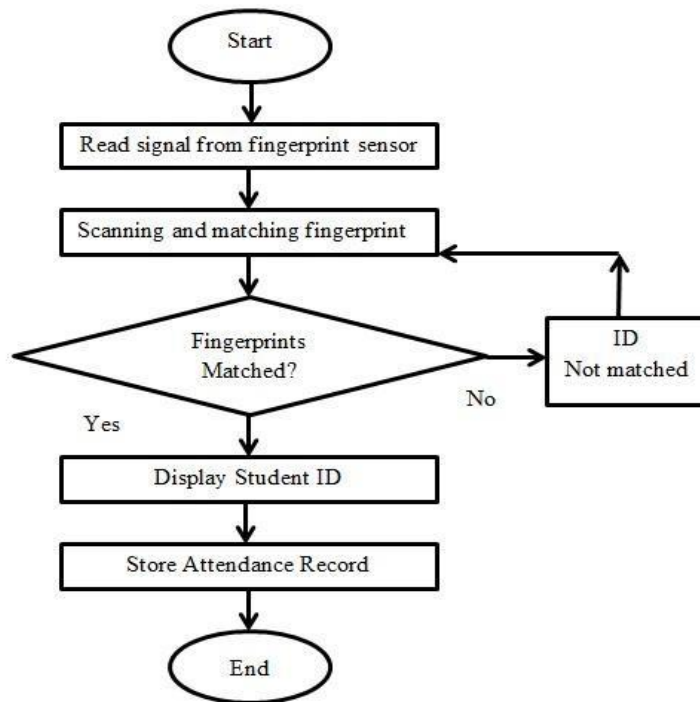 Start
Read signal from fingerprint sensor
Scanning and matching fingerprint
Fingerprints
Matched?
ID
Not matched
No
Yes
Display Student ID
Store Attendance Record
End